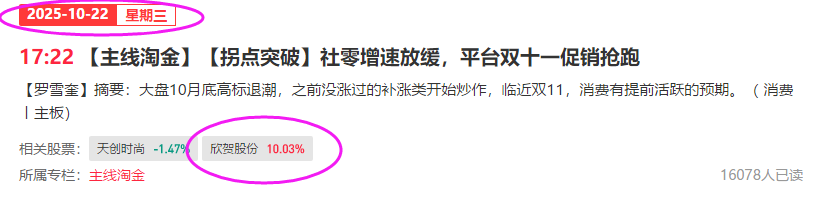 2025-10-22 星期三
17:22 【主线淘金】【拐点突破】社零增速放缓，平台双十一促销抢跑
【罗雪奎】摘要：大盘10月底高标退潮，之前没涨过的补涨类开始炒作，临近双11，消费有提前活跃的预期。（消费
丨主板）
相关股票： 天创时尚 -1.47% 欣贺股份 10.03%
所属专栏：主线淘金 16078人已读